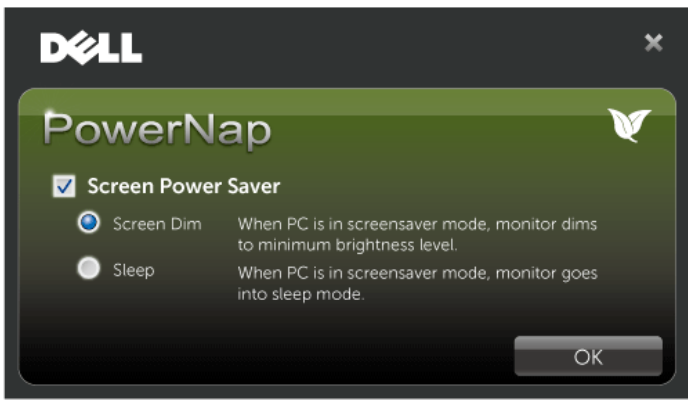 DELL
PowerNap
Screen Power Saver
Screen Dim When PC is in screensaver mode, monitor dims
to minimum brightness level.
Sleep When PC is in screensaver mode, monitor goes
into sleep mode.
OK